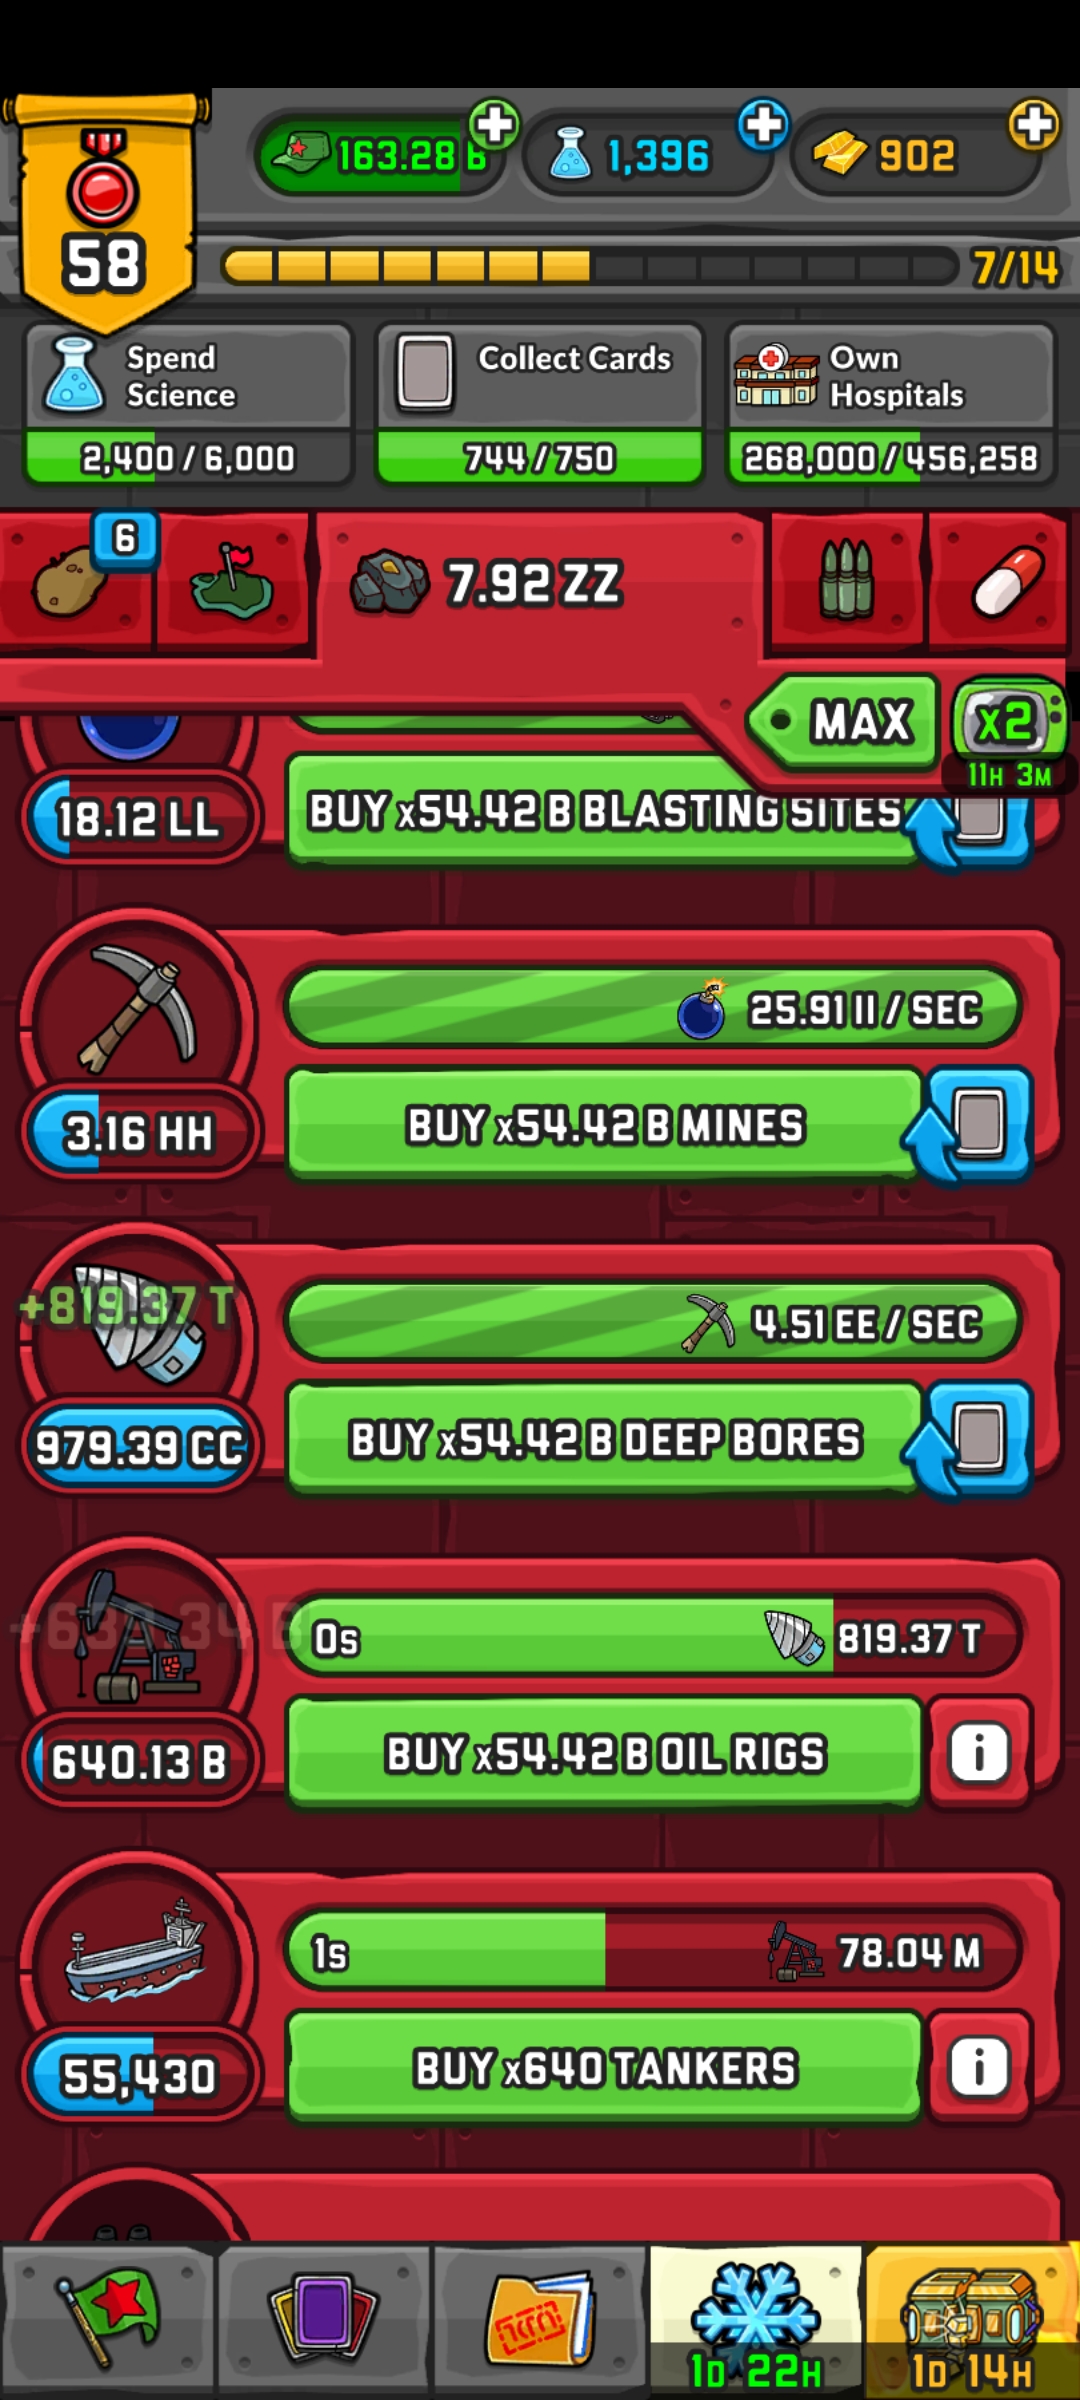 163.28 B
1,396
902
58
7/14
Spend
Science
2,400 / 6,000
Collect Cards
744 / 750
Own
Hospitals
268,000 / 456,258
6
7.92 ZZ
MAX
x2
11H 3M
18.12 LL
BUY x54.42 B BLASTING SITES
25.91 II / SEC
3.16 HH
BUY x54.42 B MINES
+819.37 T
4.51 EE / SEC
979.39 CC
BUY x54.42 B DEEP BORES
0s
819.37 T
640.13 B
BUY x54.42 B OIL RIGS
i
1s
78.04 M
55,430
BUY x640 TANKERS
i
1D 22H
1D 14H